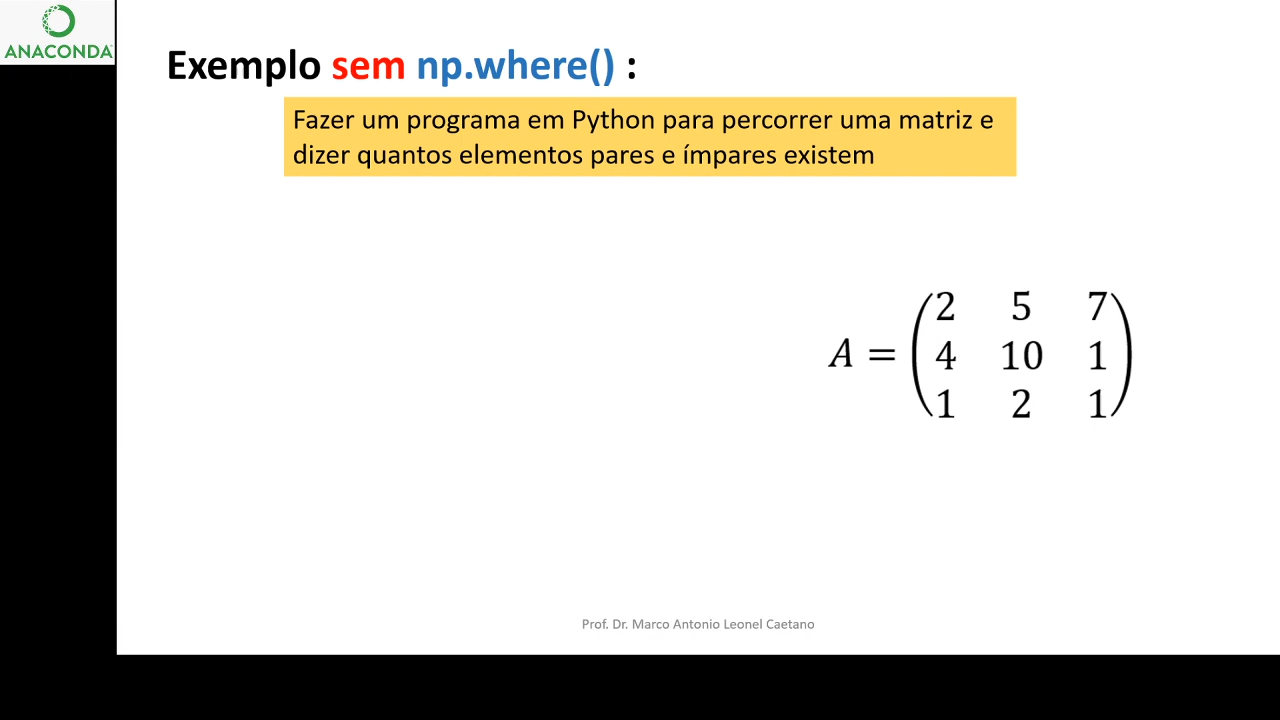 ANACONDA
Exemplo sem np.where() :
Fazer um programa em Python para percorrer uma matriz e
dizer quantos elementos pares e ímpares existem
2 5 7
A = 4 10 1
1 2 1
Prof. Dr. Marco Antonio Leonel Caetano